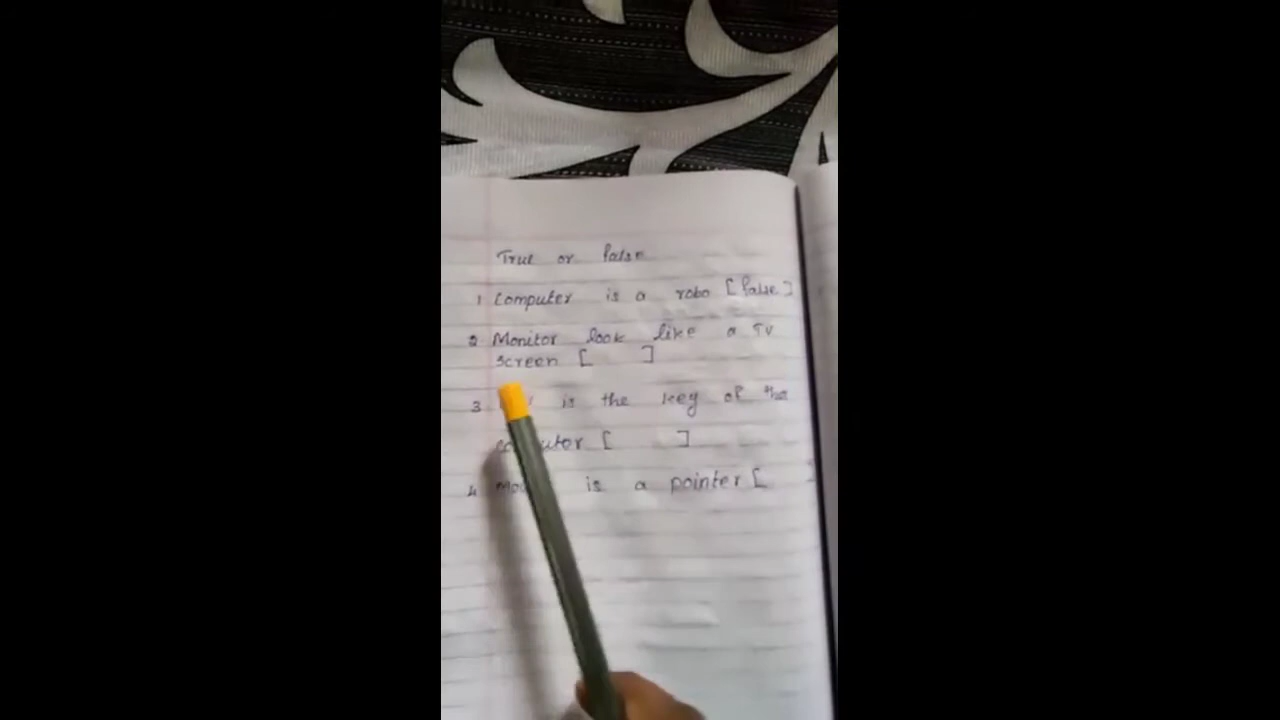 True or false
1 Computer is a robo [false]
2 Monitor look like a TV
screen [ ]
3 is the key of the
[ ]
4 is a pointer [